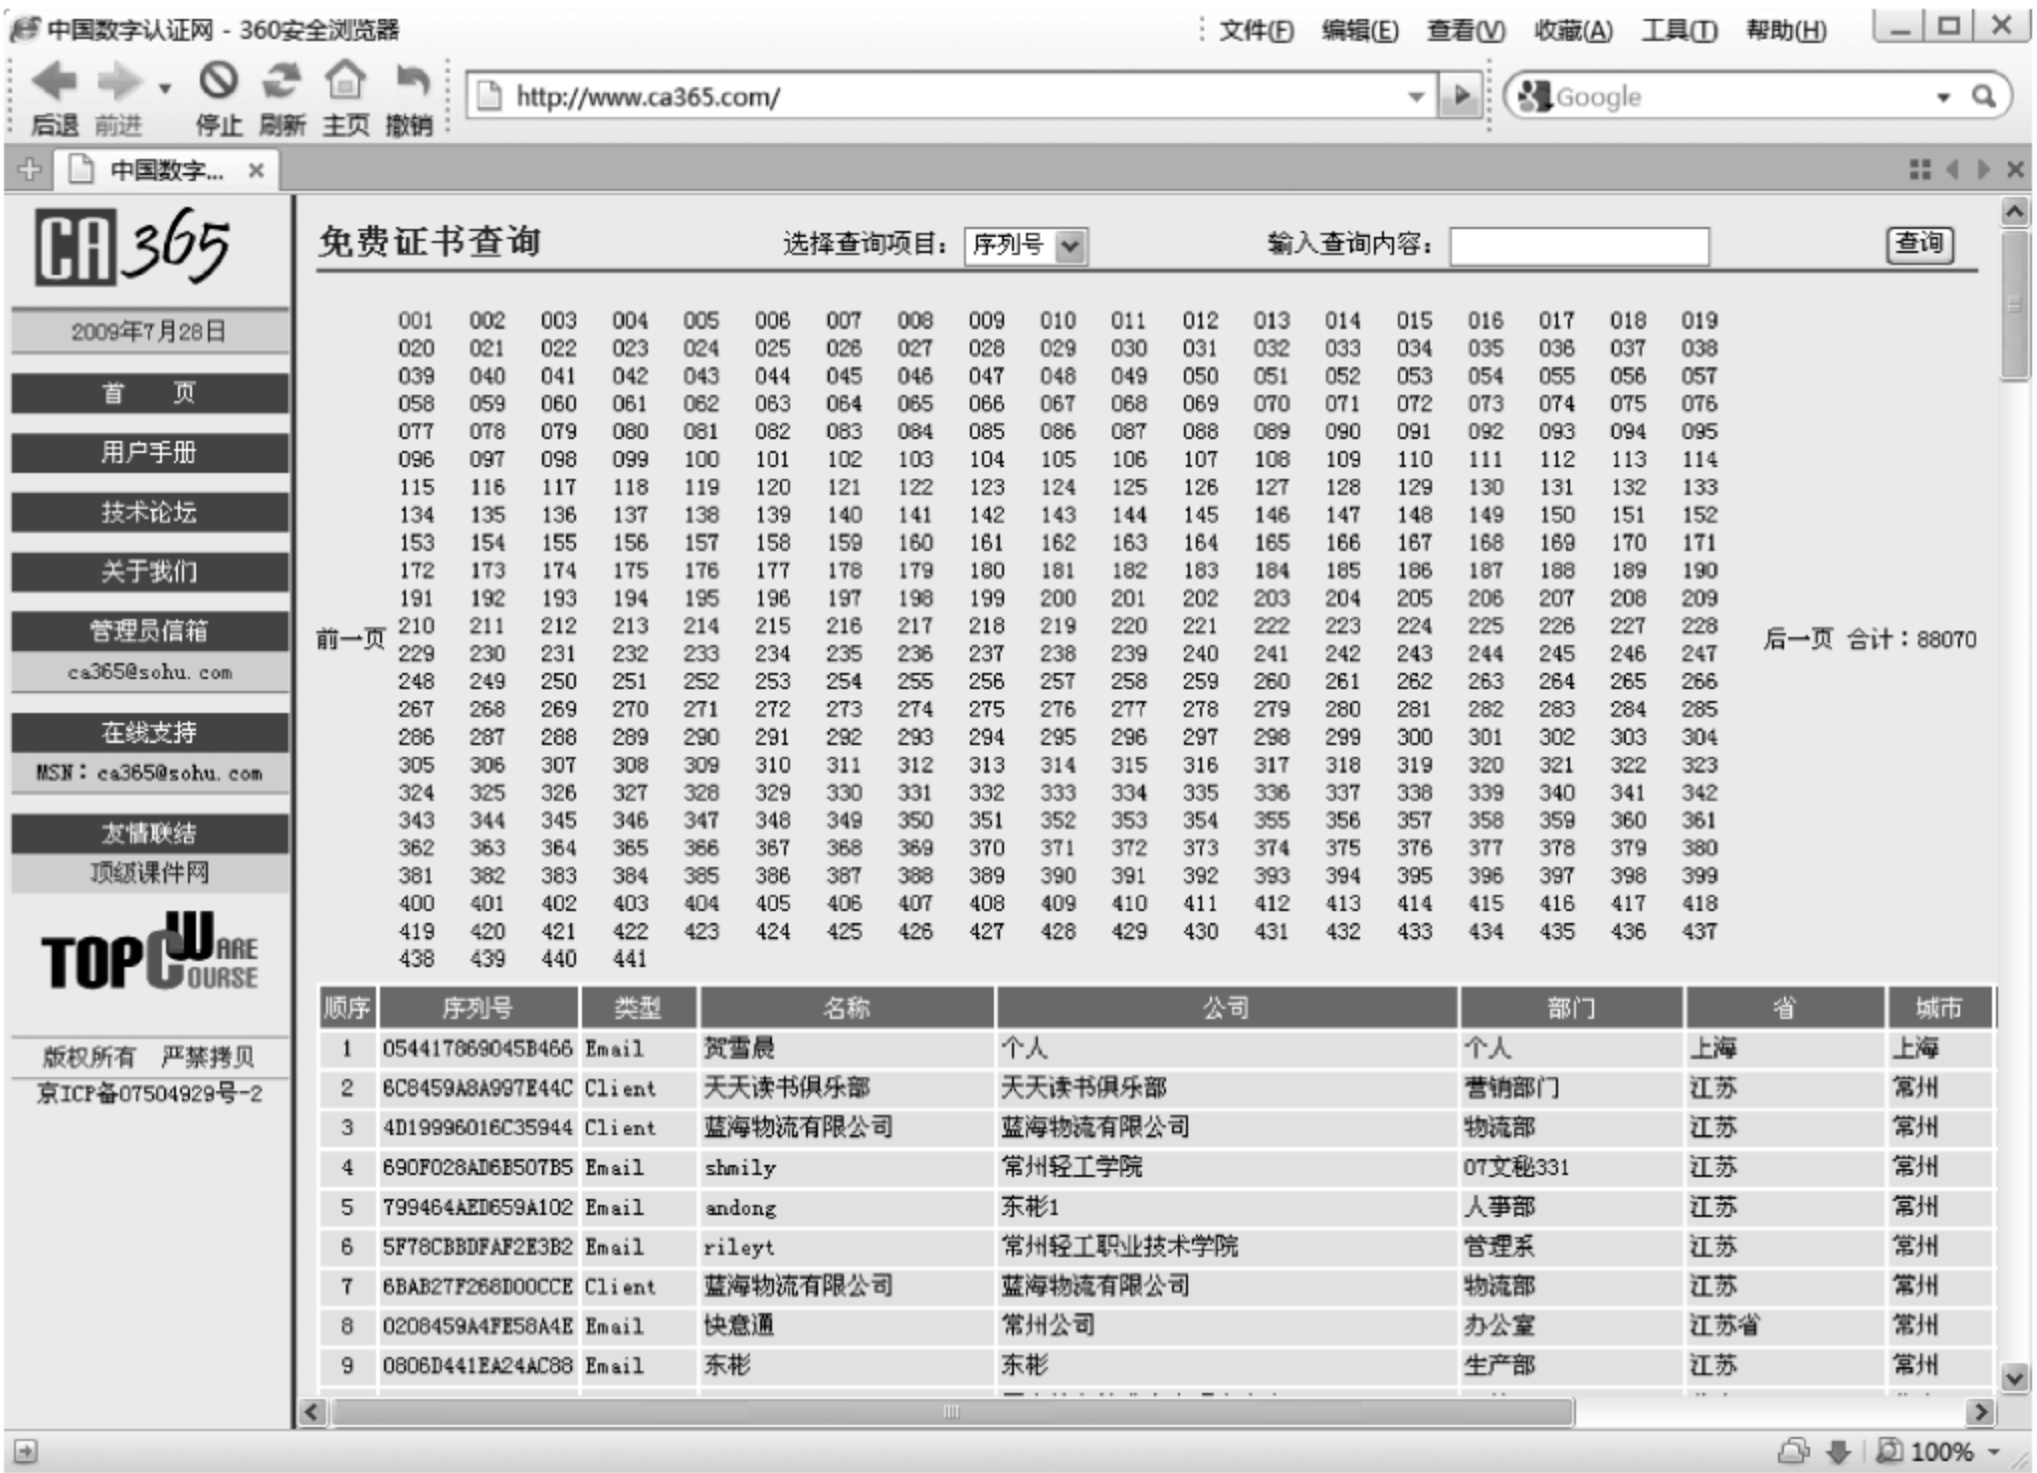 中国数字认证网 - 360安全浏览器 文件(F) 编辑(E) 查看(V) 收藏(A) 工具(T) 帮助(H)
后退 前进 停止 刷新 主页 撤销 http://www.ca365.com/ Google
中国数字...
CA 365
2009年7月28日
首 页
用户手册
技术论坛
关于我们
管理员信箱
ca365@sohu.com
在线支持
MSN：ca365@sohu.com
友情联结
顶级课件网
TOPCOURSEWARE
版权所有 严禁拷贝
京ICP备07504929号-2
免费证书查询 选择查询项目： 序列号 输入查询内容： 查询
001 002 003 004 005 006 007 008 009 010 011 012 013 014 015 016 017 018 019
020 021 022 023 024 025 026 027 028 029 030 031 032 033 034 035 036 037 038
039 040 041 042 043 044 045 046 047 048 049 050 051 052 053 054 055 056 057
058 059 060 061 062 063 064 065 066 067 068 069 070 071 072 073 074 075 076
077 078 079 080 081 082 083 084 085 086 087 088 089 090 091 092 093 094 095
096 097 098 099 100 101 102 103 104 105 106 107 108 109 110 111 112 113 114
115 116 117 118 119 120 121 122 123 124 125 126 127 128 129 130 131 132 133
134 135 136 137 138 139 140 141 142 143 144 145 146 147 148 149 150 151 152
153 154 155 156 157 158 159 160 161 162 163 164 165 166 167 168 169 170 171
172 173 174 175 176 177 178 179 180 181 182 183 184 185 186 187 188 189 190
191 192 193 194 195 196 197 198 199 200 201 202 203 204 205 206 207 208 209
前一页 210 211 212 213 214 215 216 217 218 219 220 221 222 223 224 225 226 227 228 后一页 合计：88070
229 230 231 232 233 234 235 236 237 238 239 240 241 242 243 244 245 246 247
248 249 250 251 252 253 254 255 256 257 258 259 260 261 262 263 264 265 266
267 268 269 270 271 272 273 274 275 276 277 278 279 280 281 282 283 284 285
286 287 288 289 290 291 292 293 294 295 296 297 298 299 300 301 302 303 304
305 306 307 308 309 310 311 312 313 314 315 316 317 318 319 320 321 322 323
324 325 326 327 328 329 330 331 332 333 334 335 336 337 338 339 340 341 342
343 344 345 346 347 348 349 350 351 352 353 354 355 356 357 358 359 360 361
362 363 364 365 366 367 368 369 370 371 372 373 374 375 376 377 378 379 380
381 382 383 384 385 386 387 388 389 390 391 392 393 394 395 396 397 398 399
400 401 402 403 404 405 406 407 408 409 410 411 412 413 414 415 416 417 418
419 420 421 422 423 424 425 426 427 428 429 430 431 432 433 434 435 436 437
438 439 440 441
顺序 序列号 类型 名称 公司 部门 省 城市
1 054417869045B466 Email 贺雪晨 个人 个人 上海 上海
2 6C8459A8A997E44C Client 天天读书俱乐部 天天读书俱乐部 营销部门 江苏 常州
3 4D19996016C35944 Client 蓝海物流有限公司 蓝海物流有限公司 物流部 江苏 常州
4 690F028AD6B507B5 Email shmily 常州轻工学院 07文秘331 江苏 常州
5 799464AED659A102 Email andong 东彬1 人事部 江苏 常州
6 5F78CBBDFAF2E3B2 Email rileyt 常州轻工职业技术学院 管理系 江苏 常州
7 6BAB27F268D00CCE Client 蓝海物流有限公司 蓝海物流有限公司 物流部 江苏 常州
8 0208459A4FE58A4E Email 快意通 常州公司 办公室 江苏省 常州
9 0806D441EA24AC88 Email 东彬 东彬 生产部 江苏 常州
100%